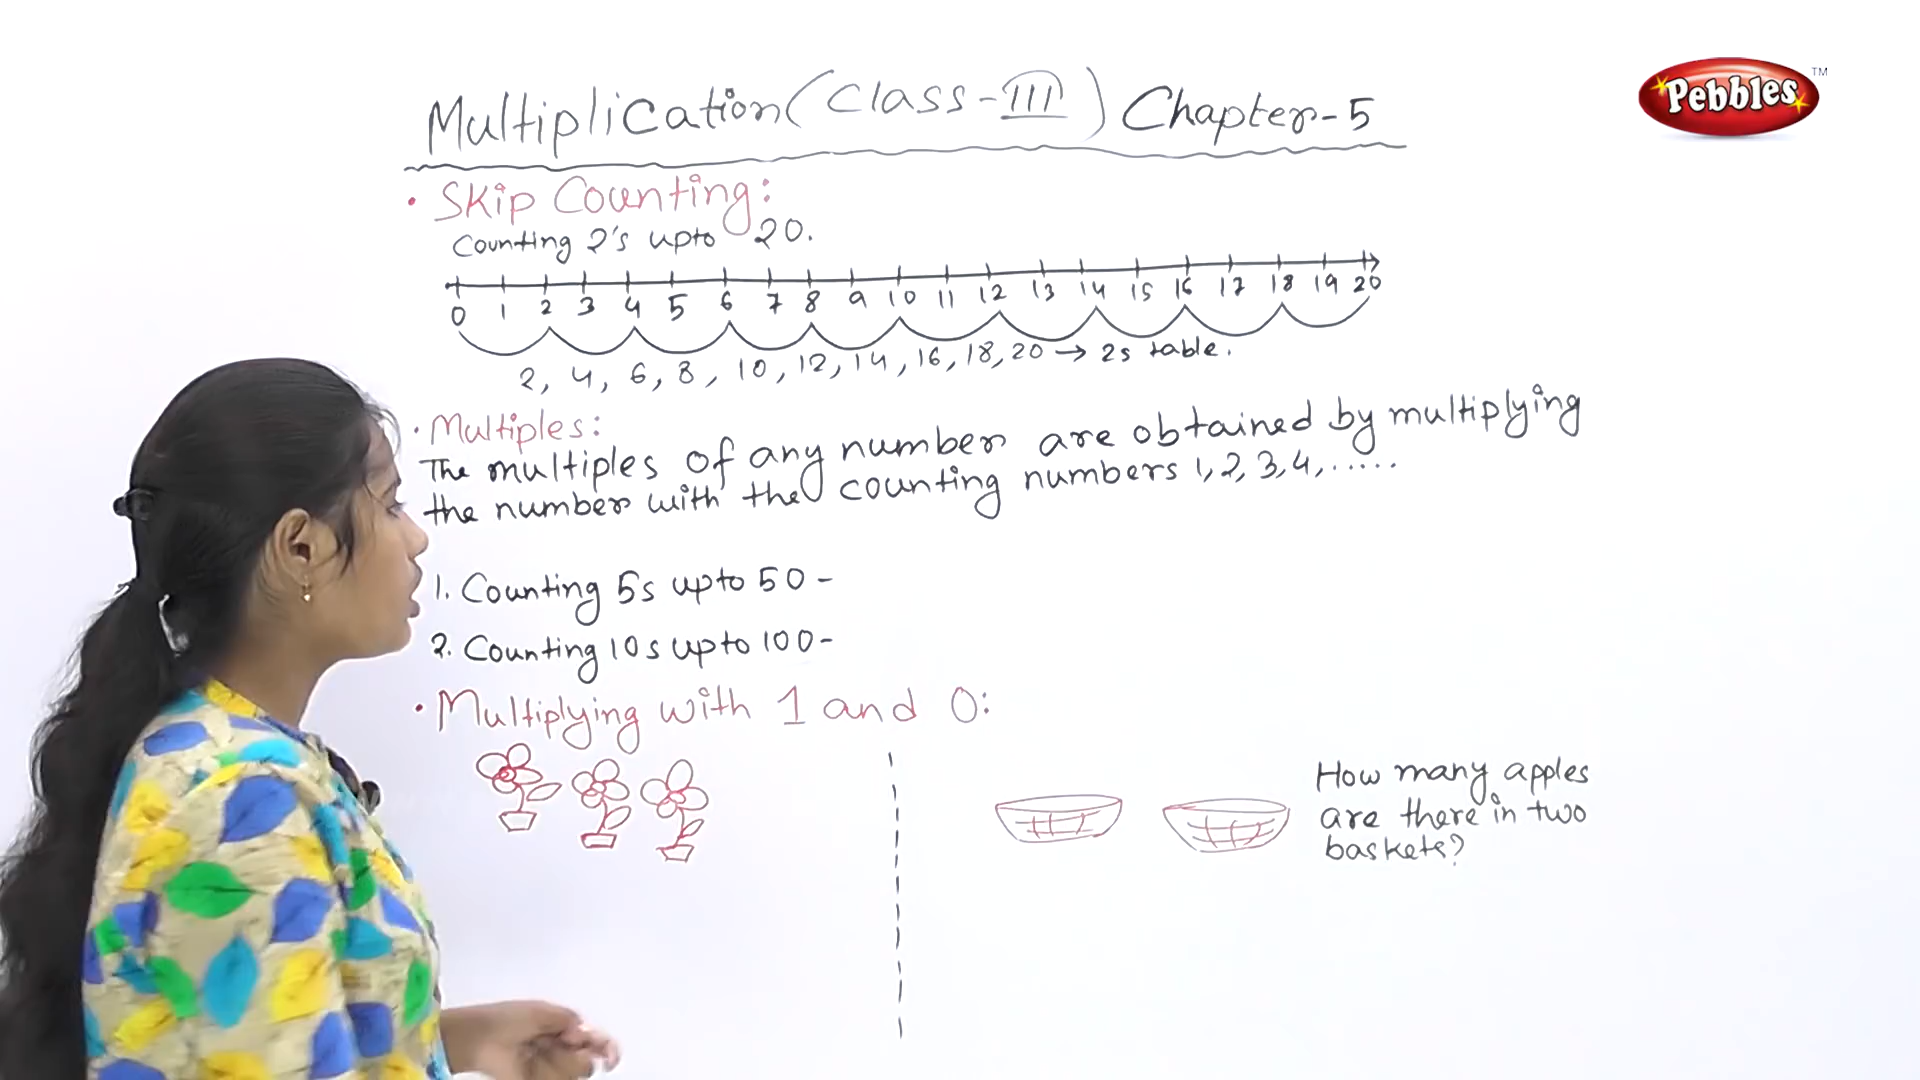 Multiplication (Class-III) Chapter-5
Pebbles TM
• Skip Counting:
Counting 2's upto 20.
0 1 2 3 4 5 6 7 8 9 10 11 12 13 14 15 16 17 18 19 20
2, 4, 6, 8, 10, 12, 14, 16, 18, 20 → 2s table.
• Multiples:
The multiples of any number are obtained by multiplying
the number with the counting numbers 1, 2, 3, 4, .....
1. Counting 5s upto 50 -
2. Counting 10s upto 100-
• Multiplying with 1 and 0:
How many apples
are there in two
baskets?